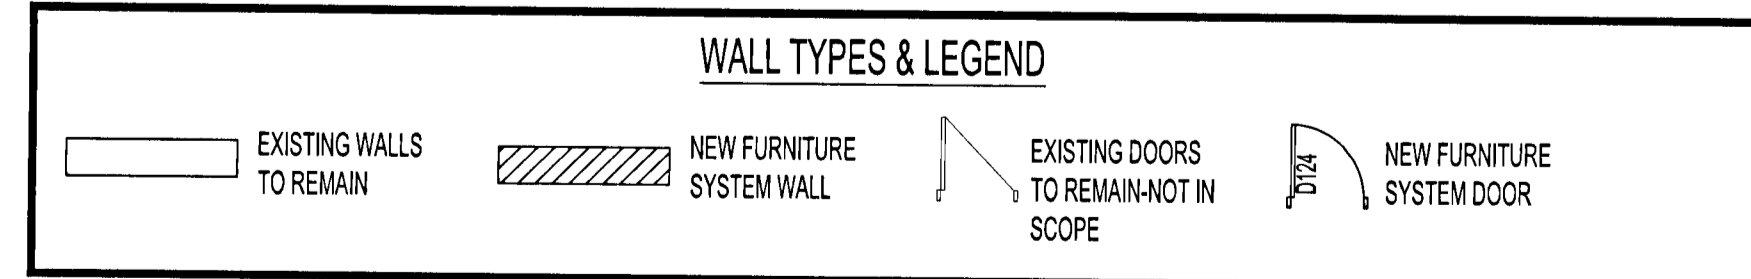 WALL TYPES & LEGEND
EXISTING WALLS
TO REMAIN
NEW FURNITURE
SYSTEM WALL
EXISTING DOORS
TO REMAIN-NOT IN
SCOPE
D124
NEW FURNITURE
SYSTEM DOOR